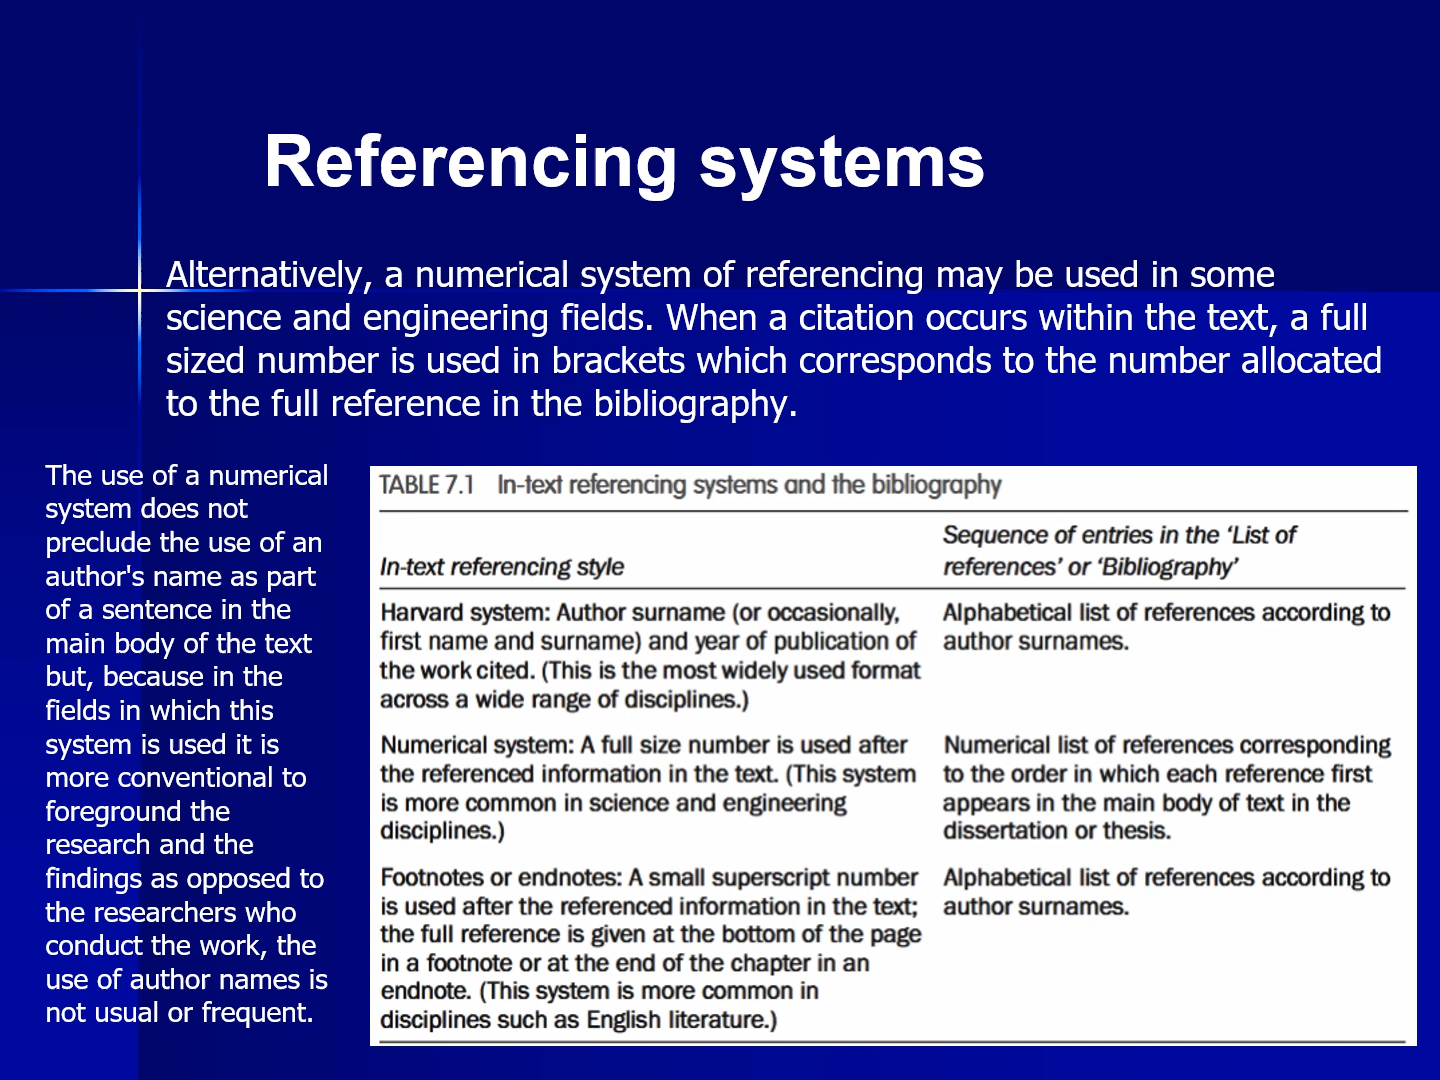 Referencing systems
Alternatively, a numerical system of referencing may be used in some
science and engineering fields. When a citation occurs within the text, a full
sized number is used in brackets which corresponds to the number allocated
to the full reference in the bibliography.
The use of a numerical
system does not
preclude the use of an
author's name as part
of a sentence in the
main body of the text
but, because in the
fields in which this
system is used it is
more conventional to
foreground the
research and the
findings as opposed to
the researchers who
conduct the work, the
use of author names is
not usual or frequent.
TABLE 7.1 In-text referencing systems and the bibliography
In-text referencing style
Sequence of entries in the ‘List of
references’ or ‘Bibliography’
Harvard system: Author surname (or occasionally,
first name and surname) and year of publication of
the work cited. (This is the most widely used format
across a wide range of disciplines.)
Alphabetical list of references according to
author surnames.
Numerical system: A full size number is used after
the referenced information in the text. (This system
is more common in science and engineering
disciplines.)
Numerical list of references corresponding
to the order in which each reference first
appears in the main body of text in the
dissertation or thesis.
Footnotes or endnotes: A small superscript number
is used after the referenced information in the text;
the full reference is given at the bottom of the page
in a footnote or at the end of the chapter in an
endnote. (This system is more common in
disciplines such as English literature.)
Alphabetical list of references according to
author surnames.